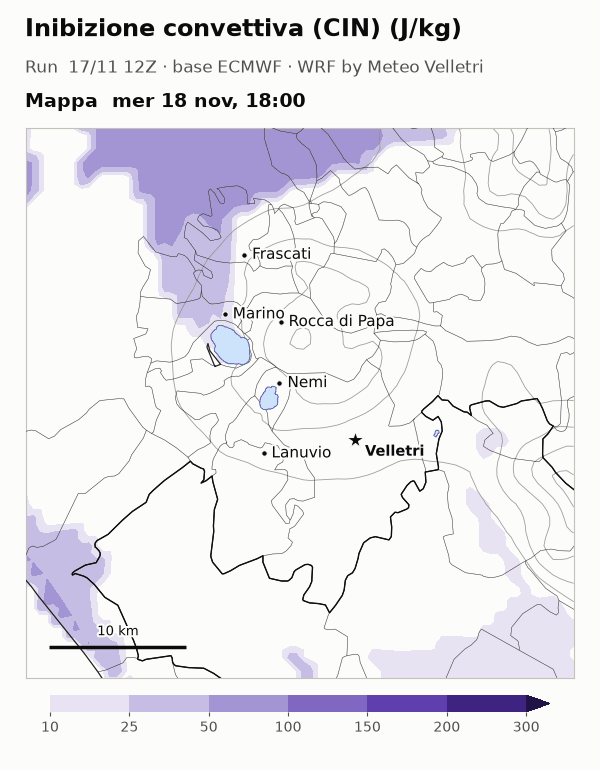 Inibizione convettiva (CIN) (J/kg)
Run  17/11 12Z · base ECMWF · WRF by Meteo Velletri
Mappa  mer 18 nov, 18:00
Frascati
Marino
Rocca di Papa
Nemi
Velletri
Lanuvio
10 km
10 25 50 100 150 200 300